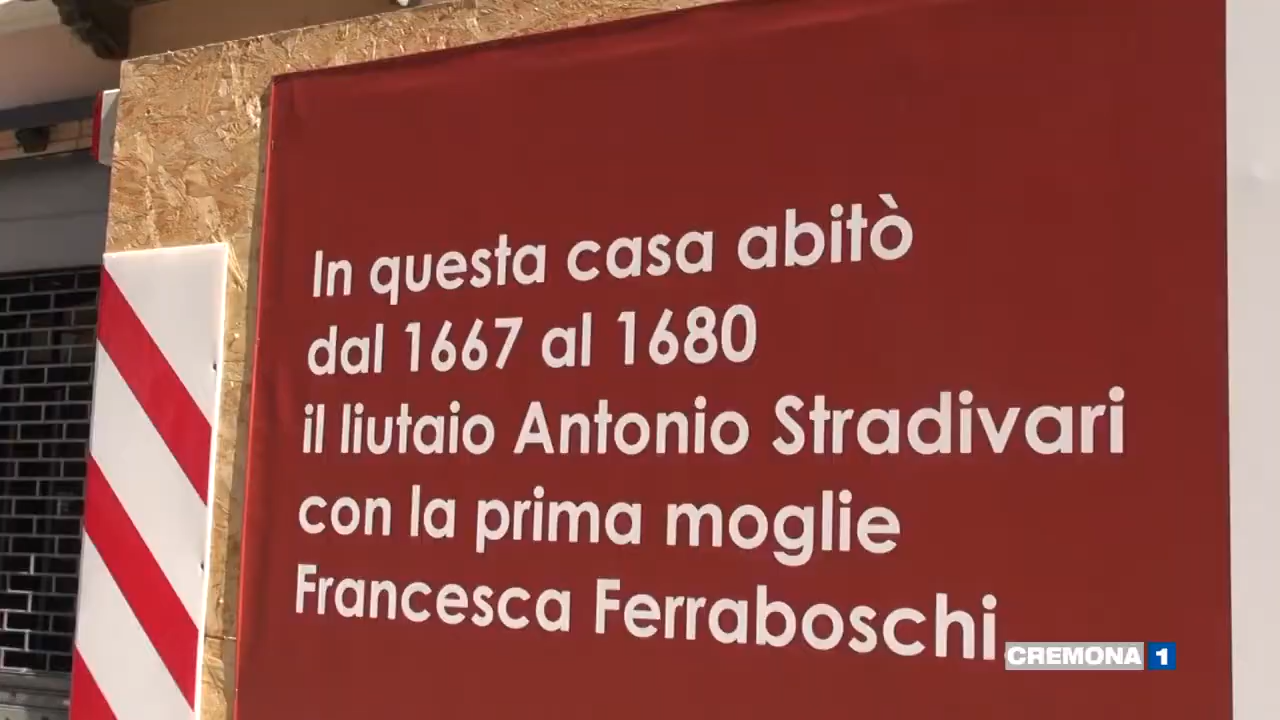 In questa casa abitò
dal 1667 al 1680
il liutaio Antonio Stradivari
con la prima moglie
Francesca Ferraboschi
CREMONA 1